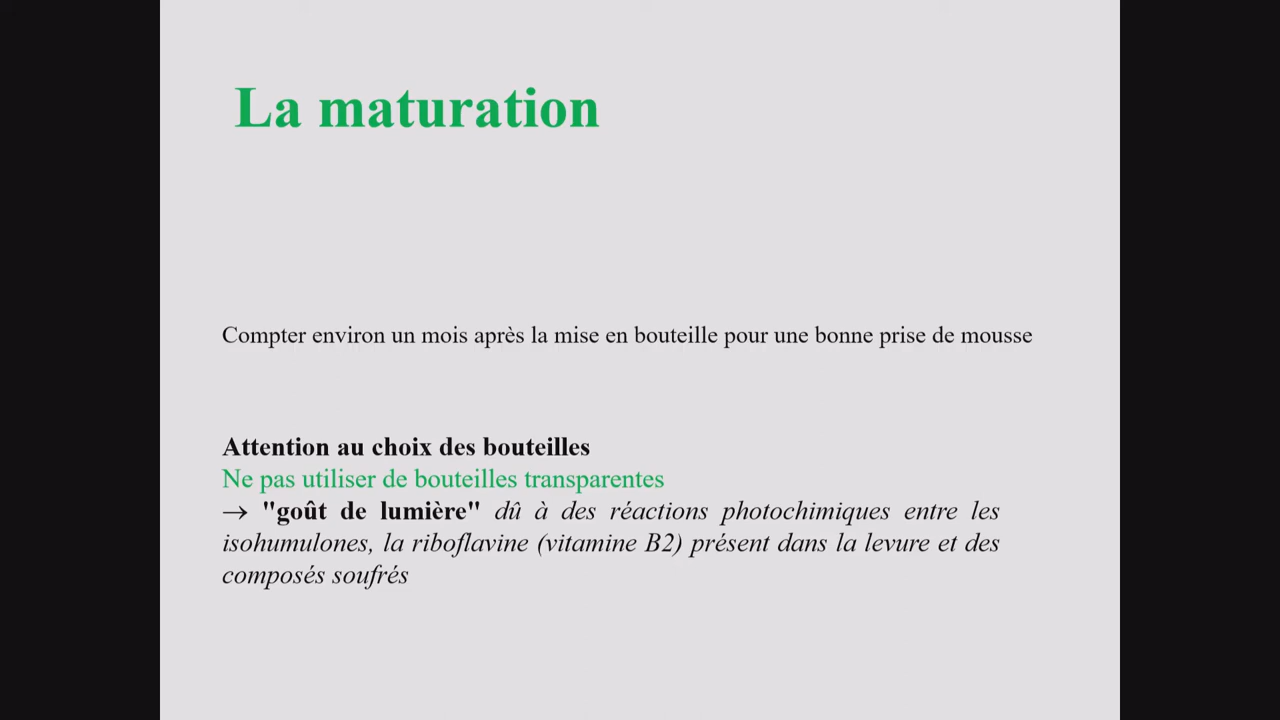 La maturation
Compter environ un mois après la mise en bouteille pour une bonne prise de mousse
Attention au choix des bouteilles
Ne pas utiliser de bouteilles transparentes
→ "goût de lumière" dû à des réactions photochimiques entre les
isohumulones, la riboflavine (vitamine B2) présent dans la levure et des
composés soufrés